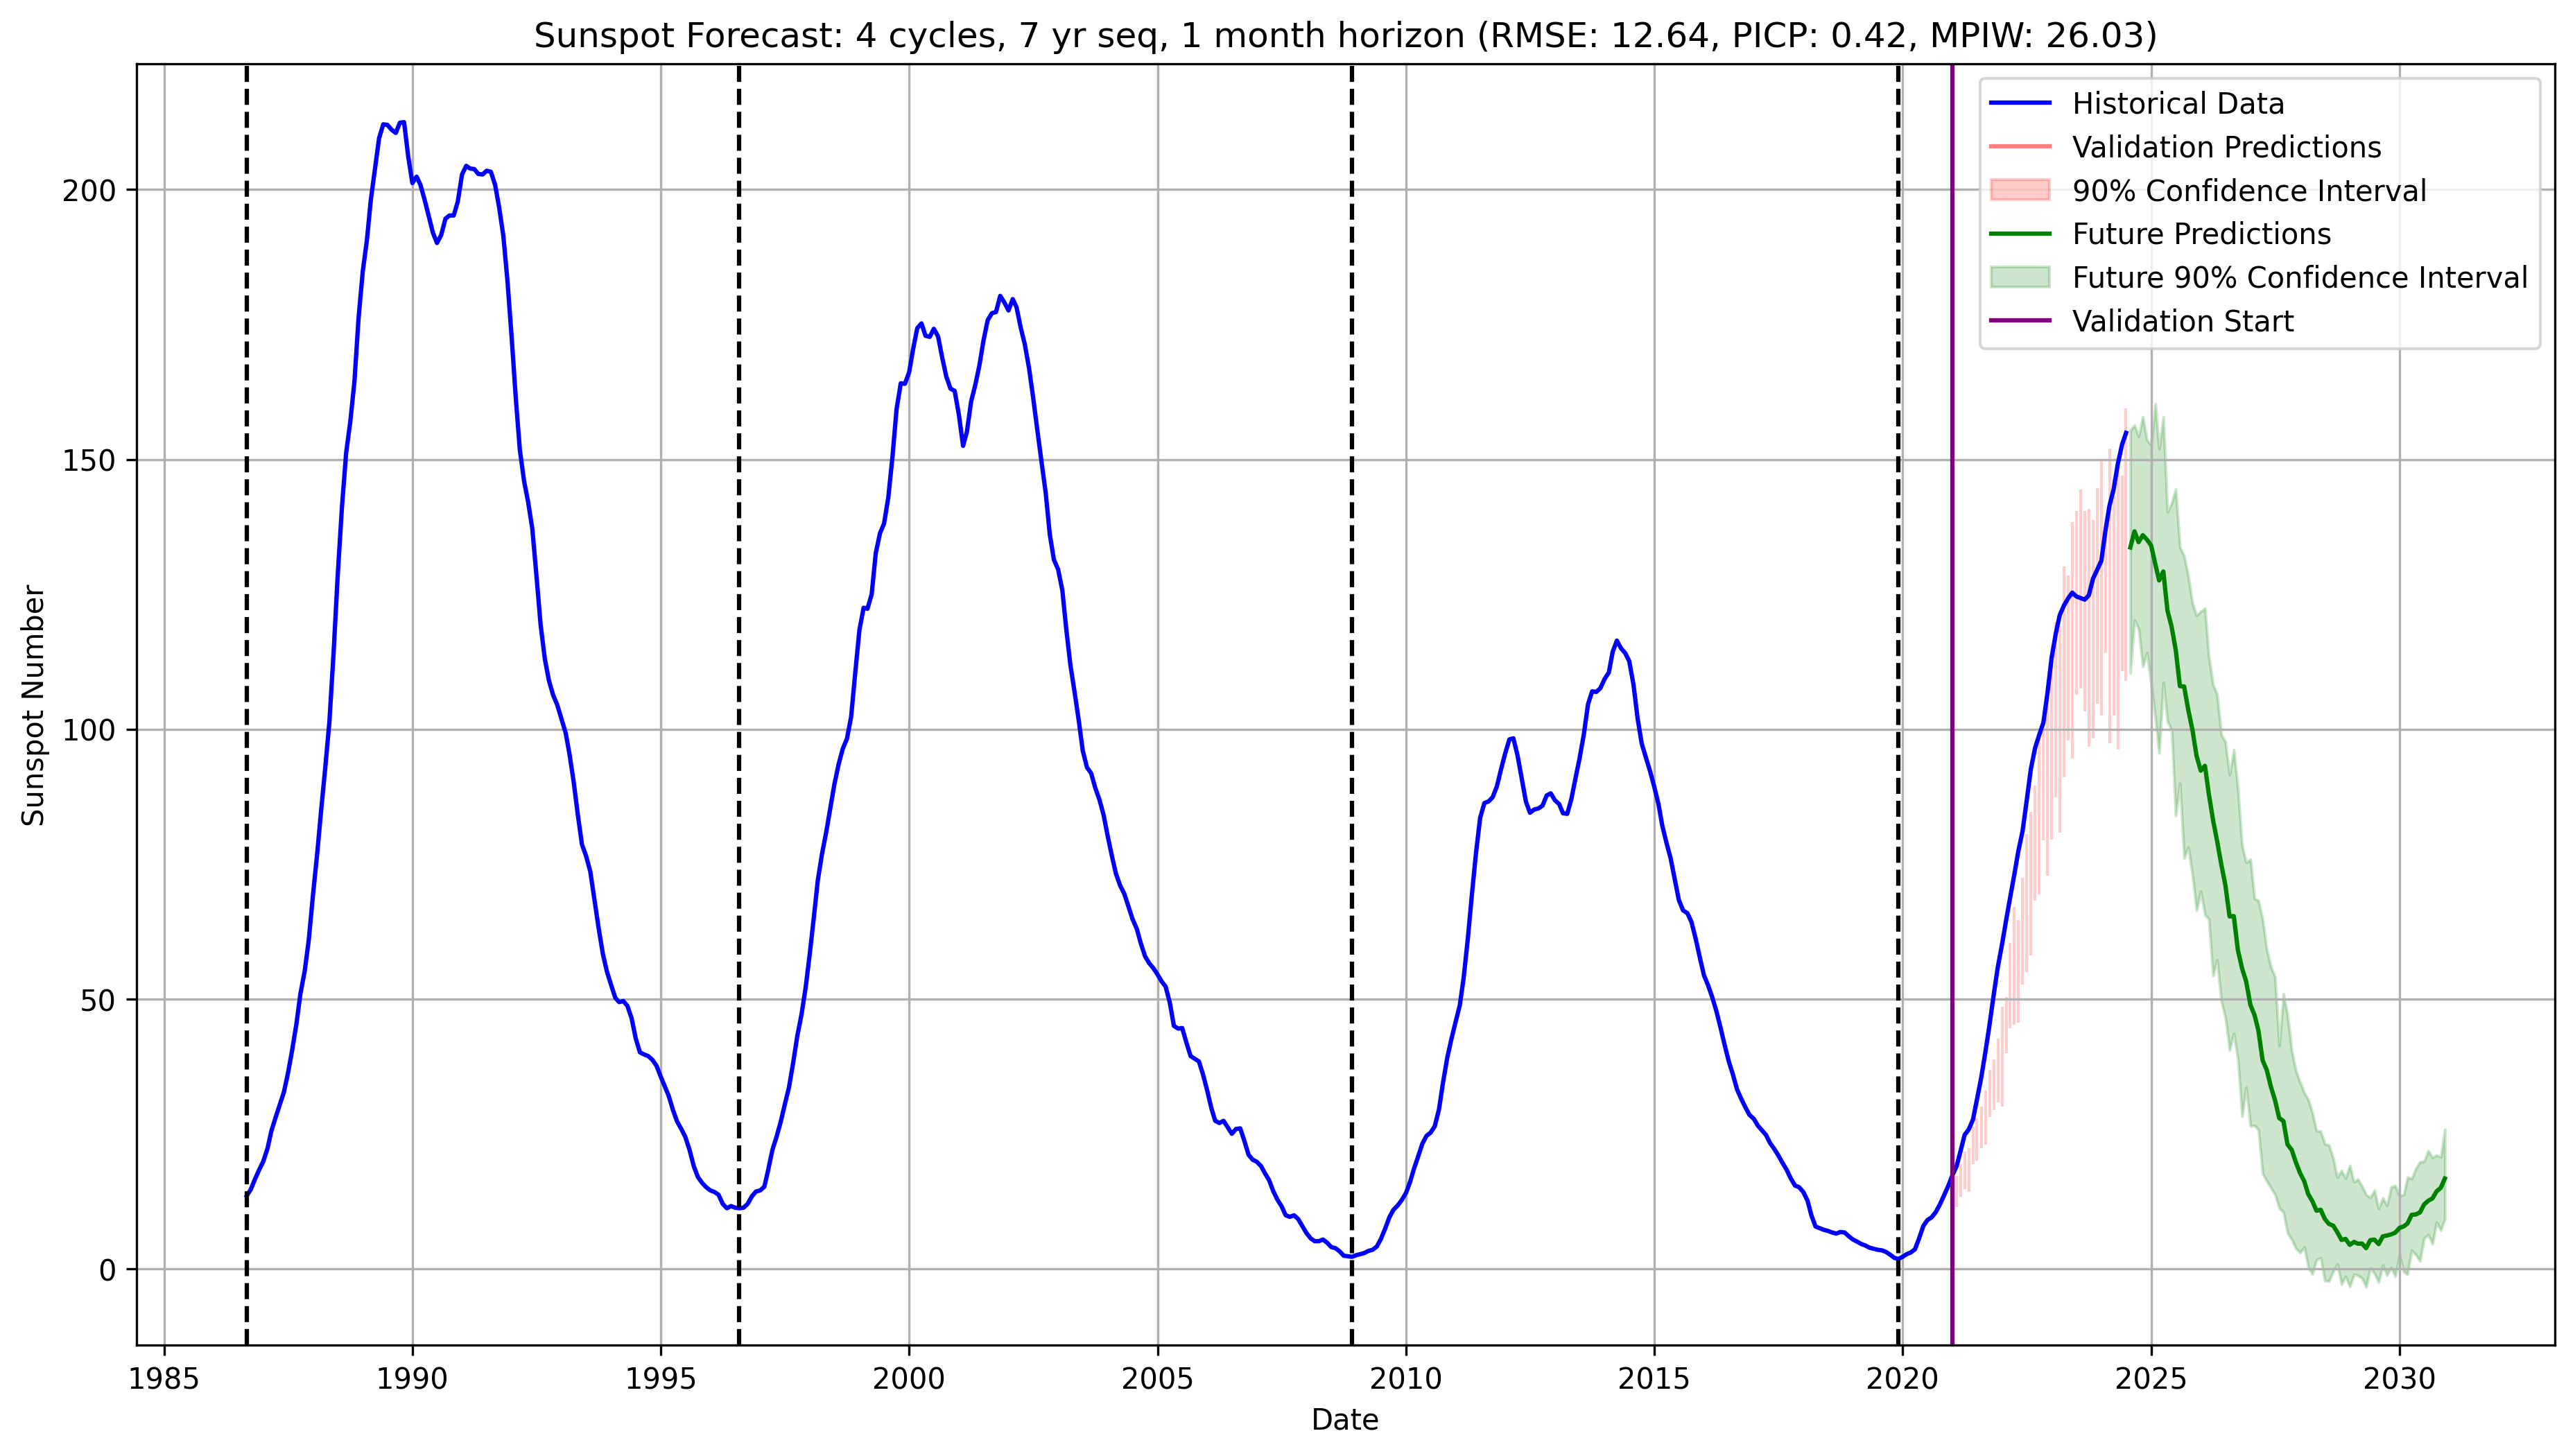 Sunspot Forecast: 4 cycles, 7 yr seq, 1 month horizon (RMSE: 12.64, PICP: 0.42, MPIW: 26.03)
Historical Data
Validation Predictions
90% Confidence Interval
Future Predictions
Future 90% Confidence Interval
Validation Start
Sunspot Number
200
150
100
50
0
1985 1990 1995 2000 2005 2010 2015 2020 2025 2030
Date